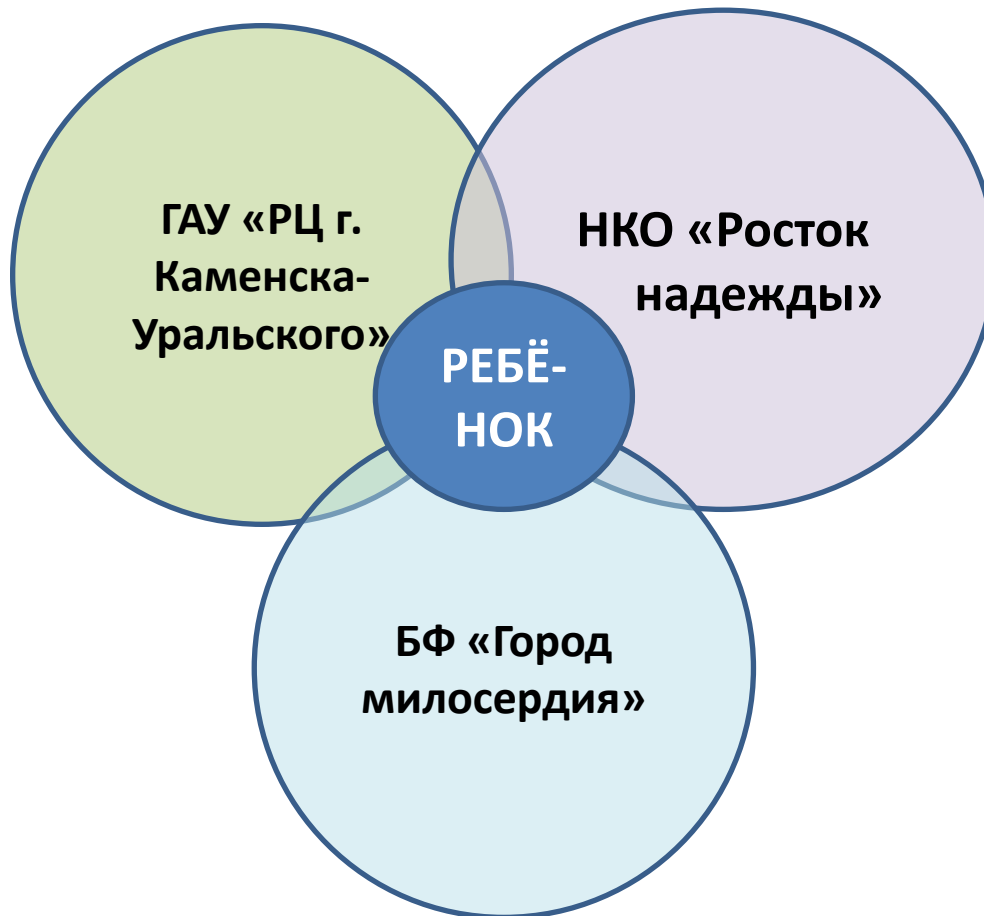 ГАУ «РЦ г.
Каменска-
Уральского»
НКО «Росток
надежды»
РЕБЁ-
НОК
БФ «Город
милосердия»